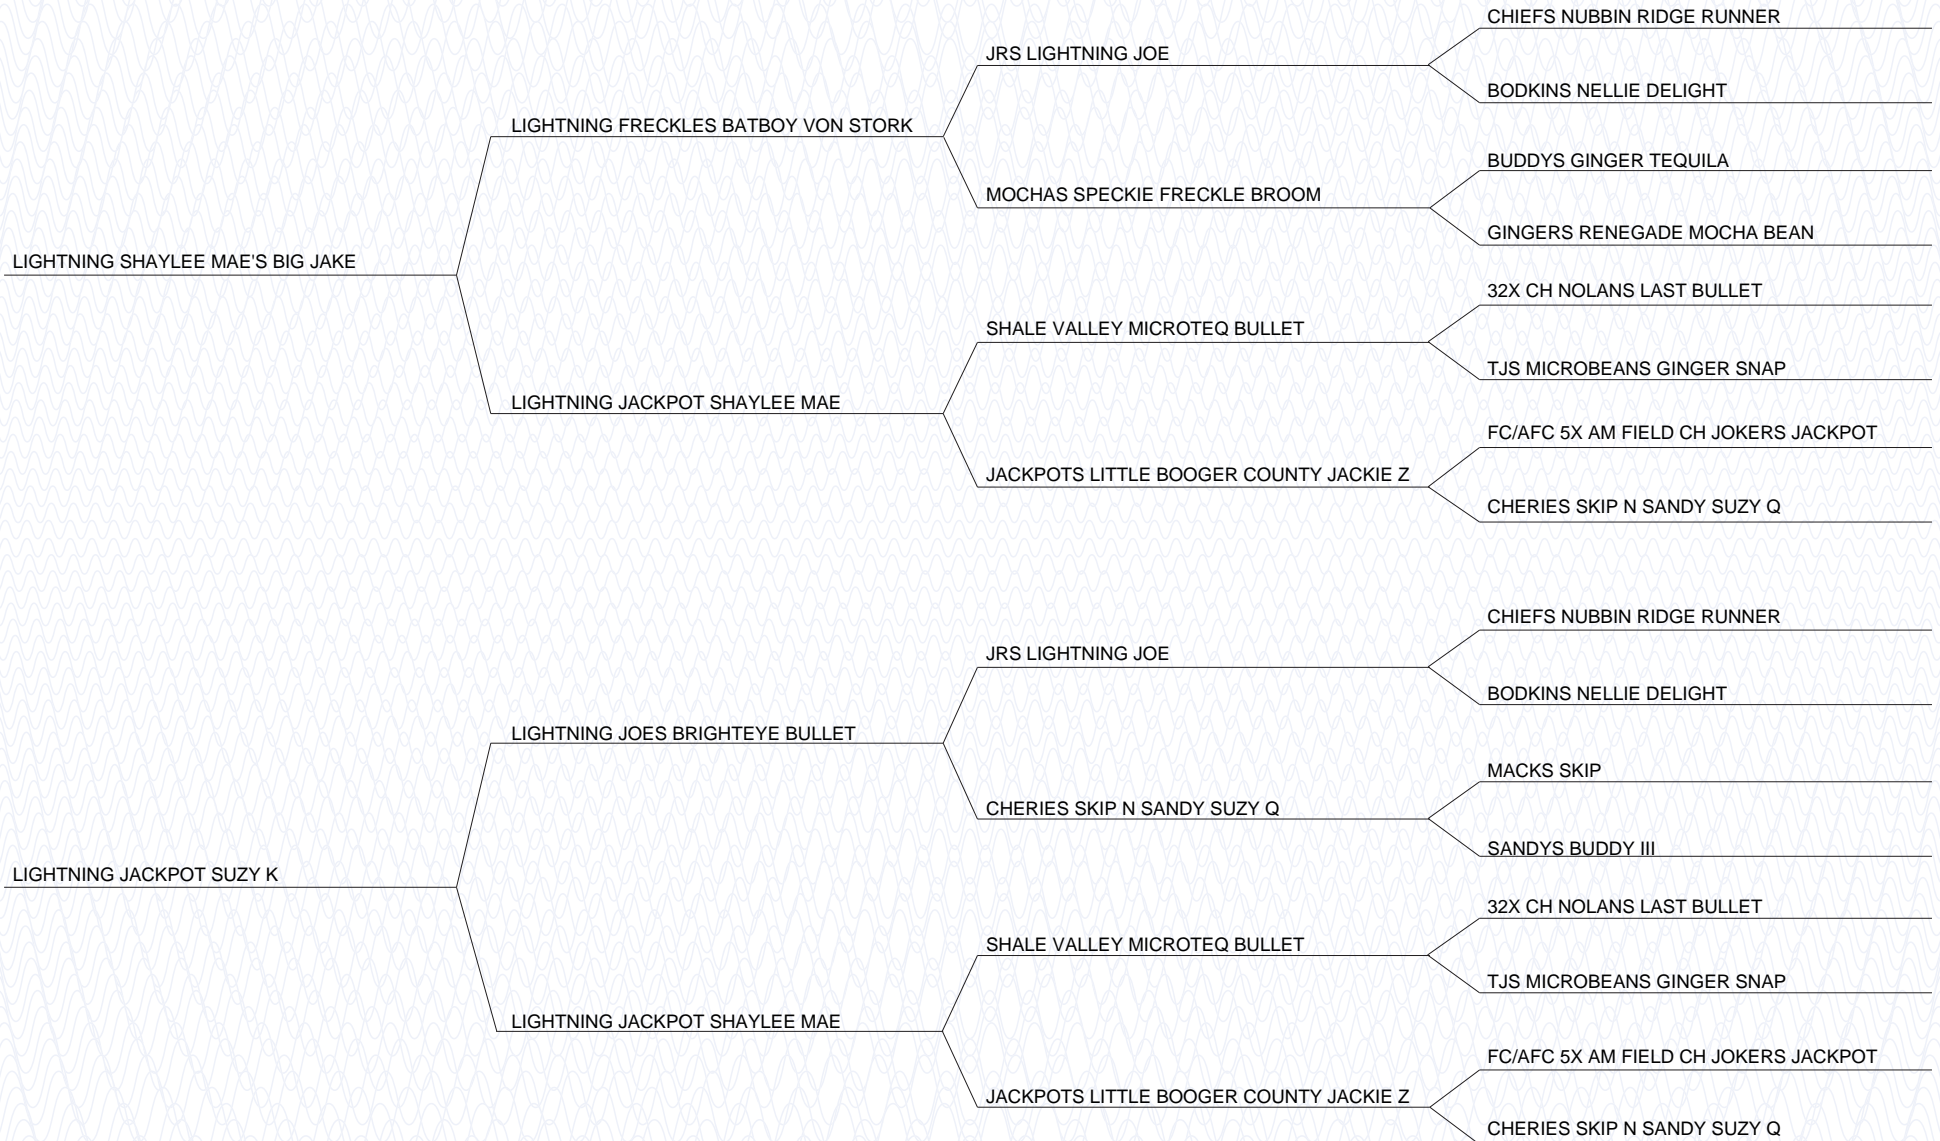 CHIEFS NUBBIN RIDGE RUNNER
JRS LIGHTNING JOE
BODKINS NELLIE DELIGHT
LIGHTNING FRECKLES BATBOY VON STORK
BUDDYS GINGER TEQUILA
MOCHAS SPECKIE FRECKLE BROOM
GINGERS RENEGADE MOCHA BEAN
LIGHTNING SHAYLEE MAE'S BIG JAKE
32X CH NOLANS LAST BULLET
SHALE VALLEY MICROTEQ BULLET
TJS MICROBEANS GINGER SNAP
LIGHTNING JACKPOT SHAYLEE MAE
FC/AFC 5X AM FIELD CH JOKERS JACKPOT
JACKPOTS LITTLE BOOGER COUNTY JACKIE Z
CHERIES SKIP N SANDY SUZY Q
CHIEFS NUBBIN RIDGE RUNNER
JRS LIGHTNING JOE
BODKINS NELLIE DELIGHT
LIGHTNING JOES BRIGHTEYE BULLET
MACKS SKIP
CHERIES SKIP N SANDY SUZY Q
SANDYS BUDDY III
LIGHTNING JACKPOT SUZY K
32X CH NOLANS LAST BULLET
SHALE VALLEY MICROTEQ BULLET
TJS MICROBEANS GINGER SNAP
LIGHTNING JACKPOT SHAYLEE MAE
FC/AFC 5X AM FIELD CH JOKERS JACKPOT
JACKPOTS LITTLE BOOGER COUNTY JACKIE Z
CHERIES SKIP N SANDY SUZY Q